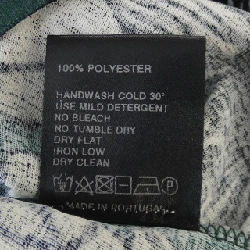 100% POLYESTER
HANDWASH COLD 30°
USE MILD DETERGENT
NO BLEACH
NO TUMBLE DRY
DRY FLAT
IRON LOW
DRY CLEAN
MADE IN PORTUGAL